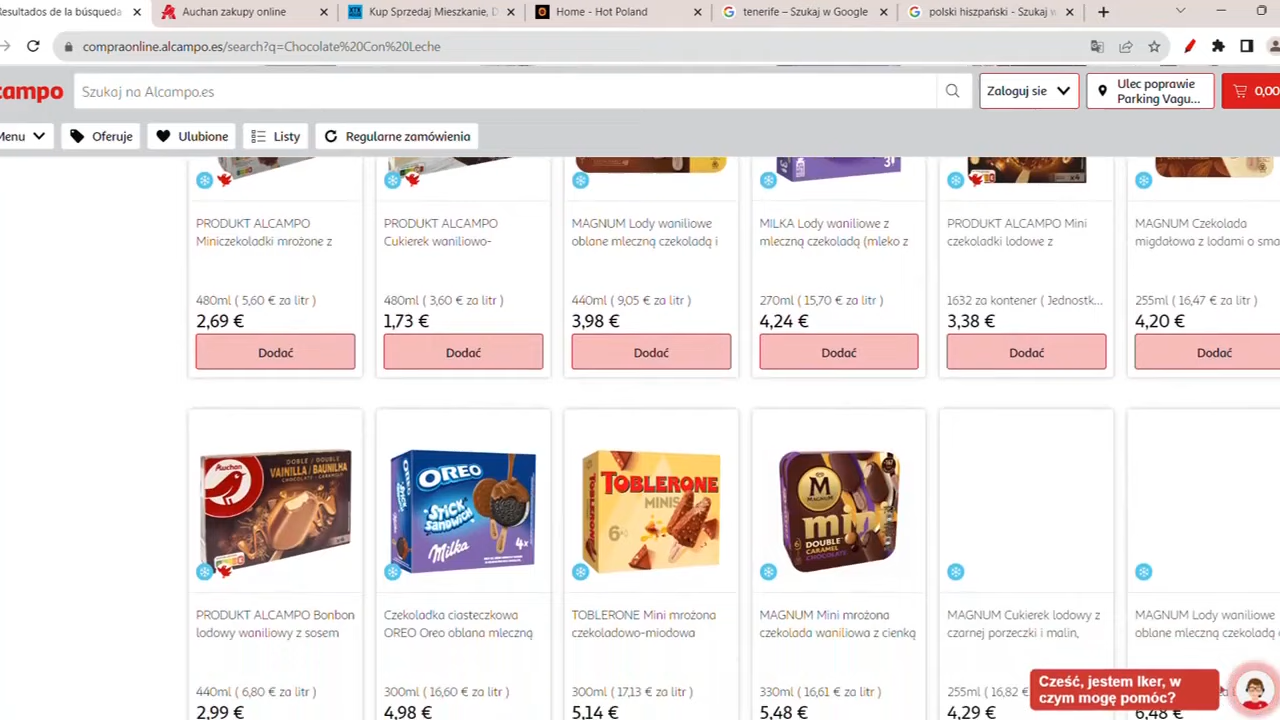 Resultados de la búsqueda
Auchan zakupy online
Kup Sprzedaj Mieszkanie, D
Home - Hot Poland
tenerife – Szukaj w Google
polski hiszpański - Szukaj w
compraonline.alcampo.es/search?q=Chocolate%20Con%20Leche
campo
Szukaj na Alcampo.es
Zaloguj sie
Ulec poprawie
Parking Vagu...
0,00
Menu
Oferuje
Ulubione
Listy
Regularne zamówienia
PRODUKT ALCAMPO
Miniczekoladki mrożone z
480ml ( 5,60 € za litr )
2,69 €
Dodać
PRODUKT ALCAMPO
Cukierek waniliowo-
480ml ( 3,60 € za litr )
1,73 €
Dodać
MAGNUM Lody waniliowe
oblane mleczną czekoladą i
440ml ( 9,05 € za litr )
3,98 €
Dodać
MILKA Lody waniliowe z
mleczną czekoladą (mleko z
270ml ( 15,70 € za litr )
4,24 €
Dodać
PRODUKT ALCAMPO Mini
czekoladki lodowe z
1632 za kontener ( Jednostk...
3,38 €
Dodać
MAGNUM Czekolada
migdałowa z lodami o sma
255ml ( 16,47 € za litr )
4,20 €
Dodać
Auchan
DOBLE / DOUBLE
VAINILLA / BAUNILHA
CHOCOLATE - CARAMELO
PRODUKT ALCAMPO Bonbon
lodowy waniliowy z sosem
440ml ( 6,80 € za litr )
2,99 €
OREO
STICK
SANDWICH
Milka
4x
Czekoladka ciasteczkowa
OREO Oreo oblana mleczną
300ml ( 16,60 € za litr )
4,98 €
TOBLERONE
MINIS
6
TOBLERONE Mini mrożona
czekoladowo-miodowa
300ml ( 17,13 € za litr )
5,14 €
M
MAGNUM
mini
DOUBLE
CARAMEL
CHOCOLATE
MAGNUM Mini mrożona
czekolada waniliowa z cienką
330ml ( 16,61 € za litr )
5,48 €
MAGNUM Cukierek lodowy z
czarnej porzeczki i malin,
255ml ( 16,82 €
4,29 €
MAGNUM Lody waniliowe
oblane mleczną czekoladą
6,48 €
Cześć, jestem Iker, w
czym mogę pomóc?